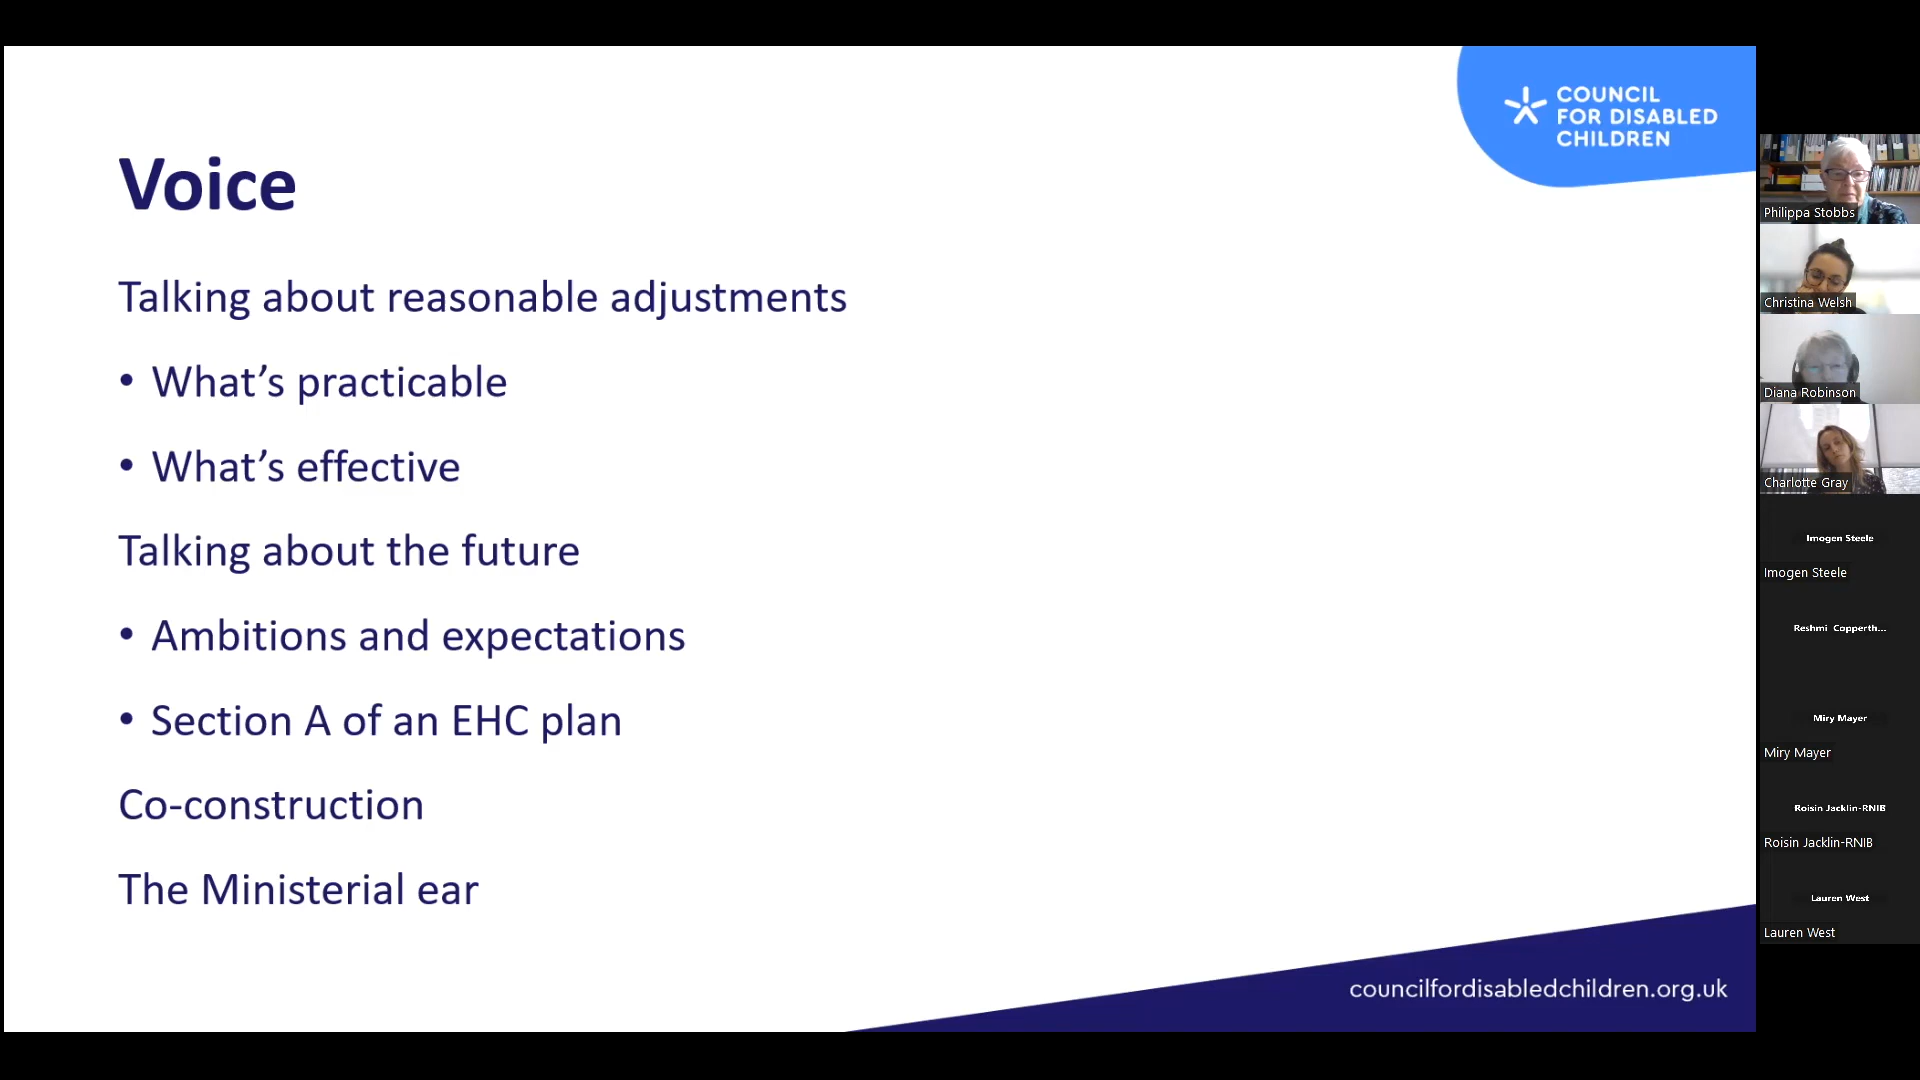 COUNCIL
FOR DISABLED
CHILDREN
Voice
Talking about reasonable adjustments
• What’s practicable
• What’s effective
Talking about the future
• Ambitions and expectations
• Section A of an EHC plan
Co-construction
The Ministerial ear
councilfordisabledchildren.org.uk
Philippa Stobbs
Christina Welsh
Diana Robinson
Charlotte Gray
Imogen Steele
Imogen Steele
Reshmi Copperth...
Miry Mayer
Miry Mayer
Roisin Jacklin-RNIB
Roisin Jacklin-RNIB
Lauren West
Lauren West